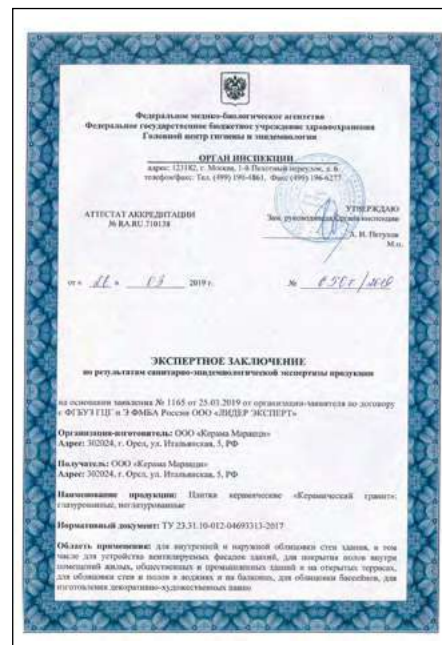 Федеральное медико-биологическое агентство
Федеральное государственное бюджетное учреждение здравоохранения
Головной центр гигиены и эпидемиологии
ОРГАН ИНСПЕКЦИИ
адрес: 123182, г. Москва, 1-й Пехотный переулок, д. 6
телефон/факс: Тел. (499) 190-4861, Факс (499) 196-6277
АТТЕСТАТ АККРЕДИТАЦИИ
УТВЕРЖДАЮ
№ RA.RU.710138
Зам. руководителя Органа инспекции
А. И. Петухов
М.п.
2019 г.
№
ЭКСПЕРТНОЕ ЗАКЛЮЧЕНИЕ
по результатам санитарно-эпидемиологической экспертизы продукции
на основании заявления № 1165 от 25.03.2019 от организации-заявителя по договору
с ФГБУЗ ГЦГ и Э ФМБА России ООО «ЛИДЕР ЭКСПЕРТ»
Организация-изготовитель: ООО «Керама Марацци»
Адрес: 302024, г. Орел, ул. Итальянская, 5, РФ
Получатель: ООО «Керама Марацци»
Адрес: 302024, г. Орел, ул. Итальянская, 5, РФ
Наименование продукции: Плитки керамические «Керамический гранит»:
глазурованные, неглазурованные
Нормативный документ: ТУ 23.31.10-012-04693313-2017
Область применения: для внутренней и наружной облицовки стен здания, в том
числе для устройства вентилируемых фасадов зданий, для покрытия полов внутри
помещений жилых, общественных и промышленных зданий и на открытых террасах,
для облицовки стен и полов в лоджиях и на балконах, для облицовки бассейнов, для
изготовления декоративно-художественных панно